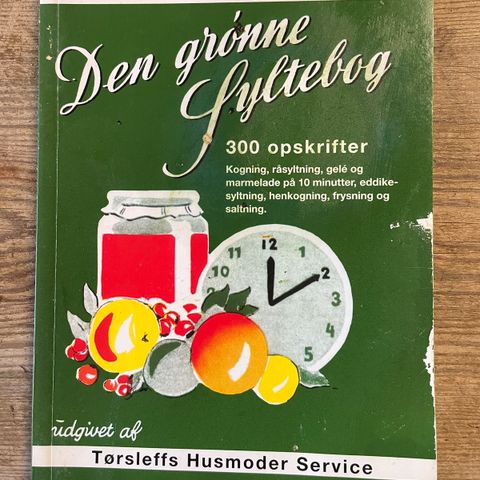 Den grønne
Syltebog
300 opskrifter
Kogning, råsyltning, gelé og
marmelade på 10 minutter, eddike-
syltning, henkogning, frysning og
saltning.
12
11
1
10
2
9
3
8
4
5
udgivet af
Tørsleffs Husmoder Service